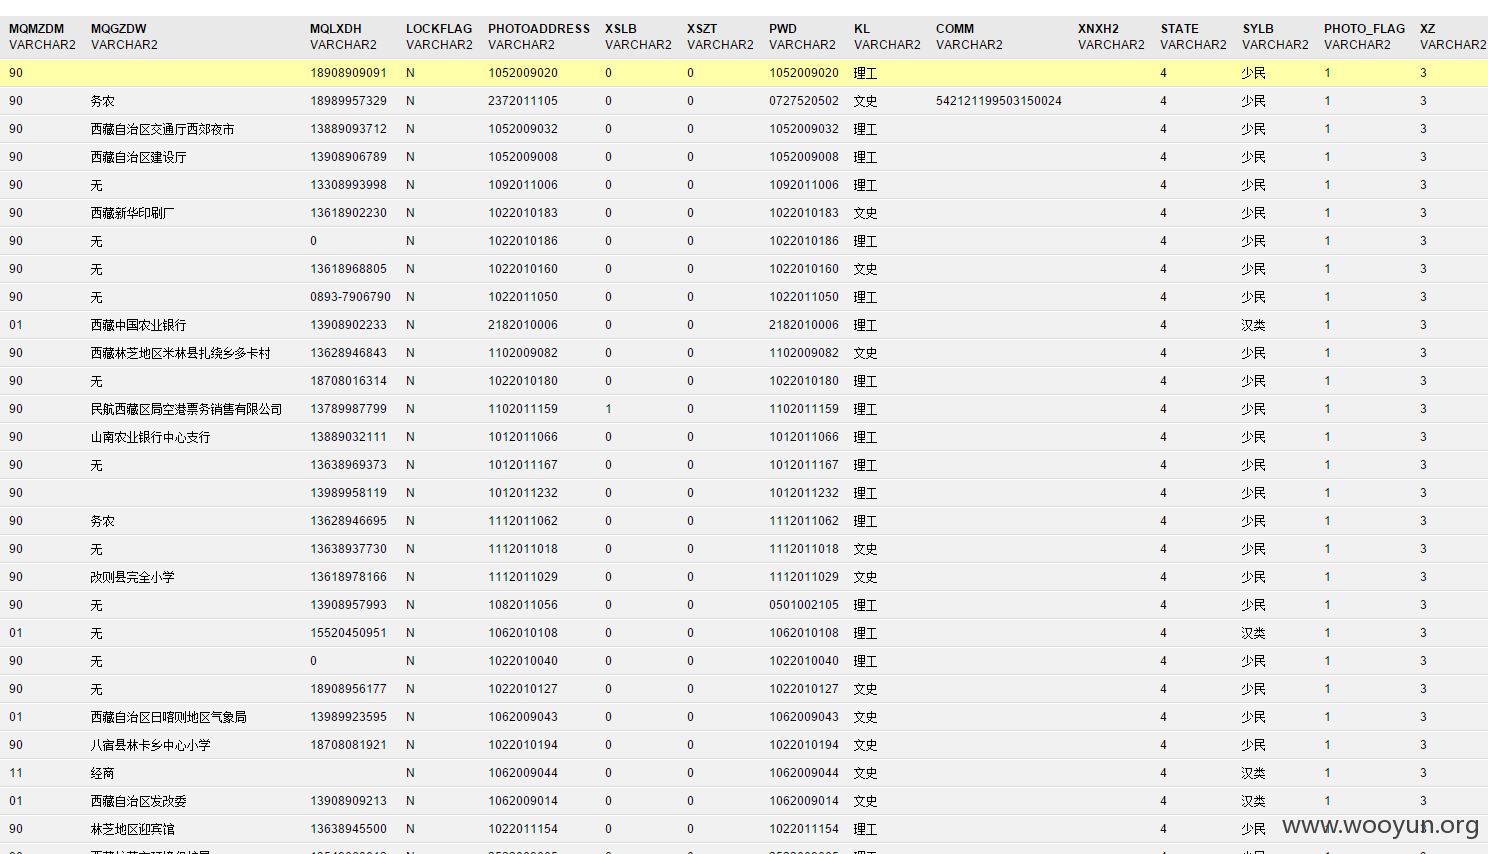 MQMZDM MQGZDW MQLXDH LOCKFLAG PHOTOADDRESS XSLB XSZT PWD KL COMM XNXH2 STATE SYLB PHOTO_FLAG XZ
VARCHAR2 VARCHAR2 VARCHAR2 VARCHAR2 VARCHAR2 VARCHAR2 VARCHAR2 VARCHAR2 VARCHAR2 VARCHAR2 VARCHAR2 VARCHAR2 VARCHAR2 VARCHAR2 VARCHAR2
90 18908909091 N 1052009020 0 0 1052009020 理工 4 少民 1 3
90 务农 18989957329 N 2372011105 0 0 0727520502 文史 542121199503150024 4 少民 1 3
90 西藏自治区交通厅西郊夜市 13889093712 N 1052009032 0 0 1052009032 理工 4 少民 1 3
90 西藏自治区建设厅 13908906789 N 1052009008 0 0 1052009008 理工 4 少民 1 3
90 无 13308993998 N 1092011006 0 0 1092011006 理工 4 少民 1 3
90 西藏新华印刷厂 13618902230 N 1022010183 0 0 1022010183 文史 4 少民 1 3
90 无 0 N 1022010186 0 0 1022010186 理工 4 少民 1 3
90 无 13618968805 N 1022010160 0 0 1022010160 文史 4 少民 1 3
90 无 0893-7906790 N 1022011050 0 0 1022011050 理工 4 少民 1 3
01 西藏中国农业银行 13908902233 N 2182010006 0 0 2182010006 理工 4 汉类 1 3
90 西藏林芝地区米林县扎绕乡多卡村 13628946843 N 1102009082 0 0 1102009082 文史 4 少民 1 3
90 无 18708016314 N 1022010180 0 0 1022010180 理工 4 少民 1 3
90 民航西藏区局空港票务销售有限公司 13789987799 N 1102011159 1 0 1102011159 理工 4 少民 1 3
90 山南农业银行中心支行 13889032111 N 1012011066 0 0 1012011066 理工 4 少民 1 3
90 无 13638969373 N 1012011167 0 0 1012011167 理工 4 少民 1 3
90 13989958119 N 1012011232 0 0 1012011232 理工 4 少民 1 3
90 务农 13628946695 N 1112011062 0 0 1112011062 理工 4 少民 1 3
90 无 13638937730 N 1112011018 0 0 1112011018 文史 4 少民 1 3
90 改则县完全小学 13618978166 N 1112011029 0 0 1112011029 文史 4 少民 1 3
90 无 13908957993 N 1082011056 0 0 0501002105 理工 4 少民 1 3
01 无 15520450951 N 1062010108 0 0 1062010108 理工 4 汉类 1 3
90 无 0 N 1022010040 0 0 1022010040 理工 4 少民 1 3
90 无 18908956177 N 1022010127 0 0 1022010127 文史 4 少民 1 3
01 西藏自治区日喀则地区气象局 13989923595 N 1062009043 0 0 1062009043 文史 4 少民 1 3
90 八宿县林卡乡中心小学 18708081921 N 1022010194 0 0 1022010194 文史 4 少民 1 3
11 经商 N 1062009044 0 0 1062009044 文史 4 汉类 1 3
01 西藏自治区发改委 13908909213 N 1062009014 0 0 1062009014 文史 4 汉类 1 3
90 林芝地区迎宾馆 13638945500 N 1022011154 0 0 1022011154 理工 4 少民 1 3
www.wooyun.org